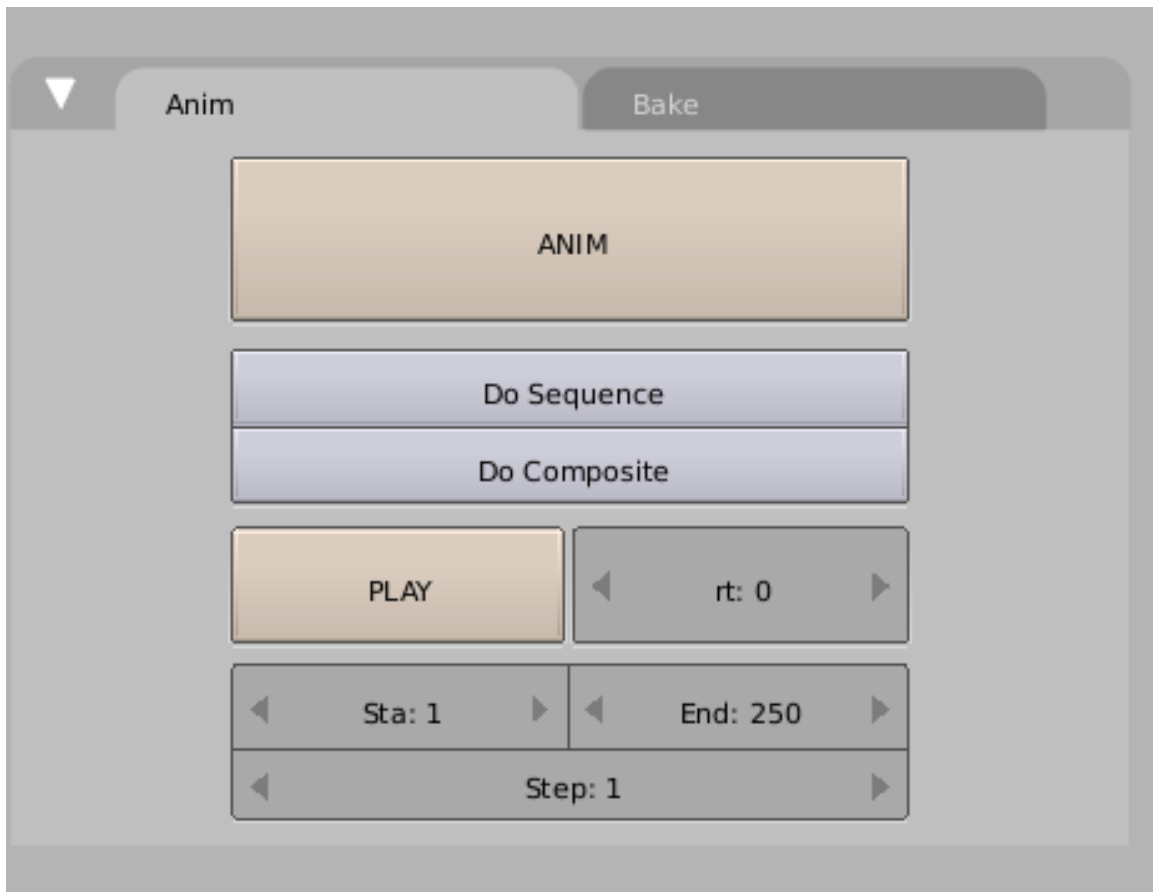 Anim Bake
ANIM
Do Sequence
Do Composite
PLAY rt: 0
Sta: 1 End: 250
Step: 1